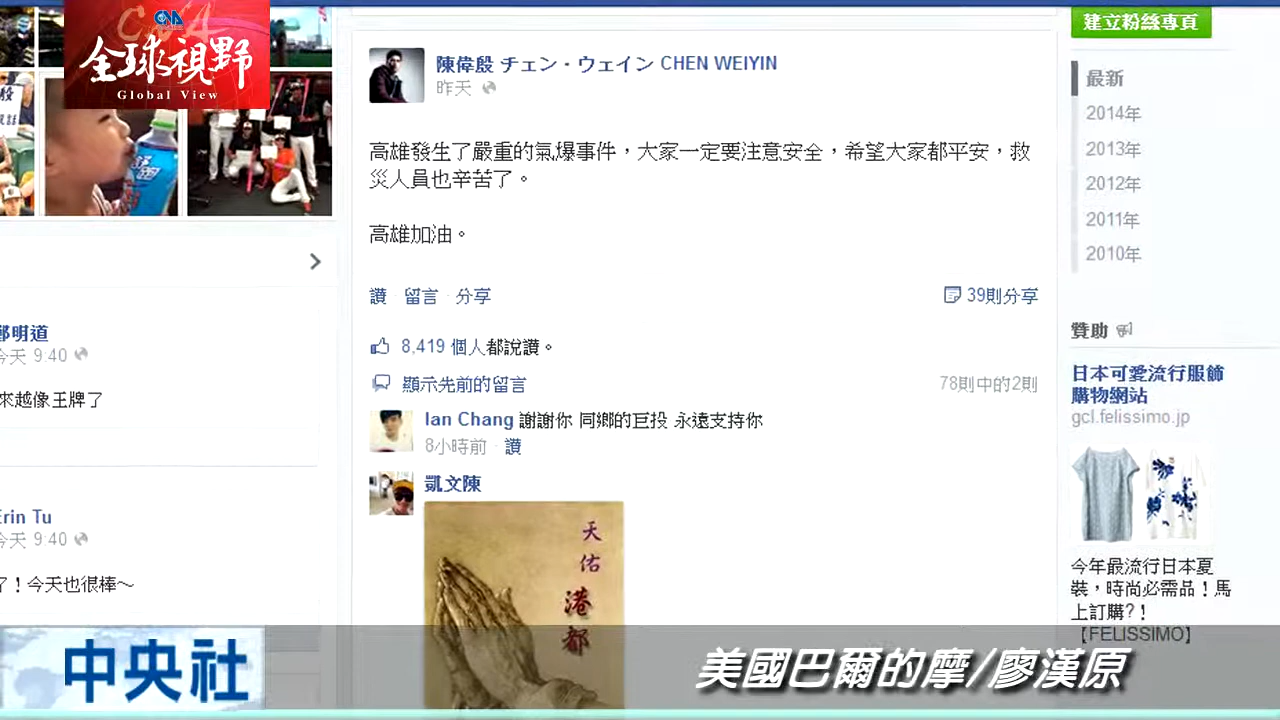 CNA
全球視野
Global View
建立粉絲專頁
陳偉殷 チェン・ウェイン CHEN WEIYIN
昨天
高雄發生了嚴重的氣爆事件，大家一定要注意安全，希望大家都平安，救
災人員也辛苦了。
高雄加油。
讚 · 留言 · 分享
39則分享
8,419 個人都說讚。
顯示先前的留言
78則中的2則
Ian Chang 謝謝你 同鄉的巨投 永遠支持你
8小時前 · 讚
凱文陳
天佑
港都
鄭明道
今天 9:40
來越像王牌了
Erin Tu
今天 9:40
了！今天也很棒～
最新
2014年
2013年
2012年
2011年
2010年
贊助
日本可愛流行服飾
購物網站
gcl.felissimo.jp
今年最流行日本夏
裝，時尚必需品！馬
上訂購?！
【FELISSIMO】
中央社
美國巴爾的摩/廖漢原